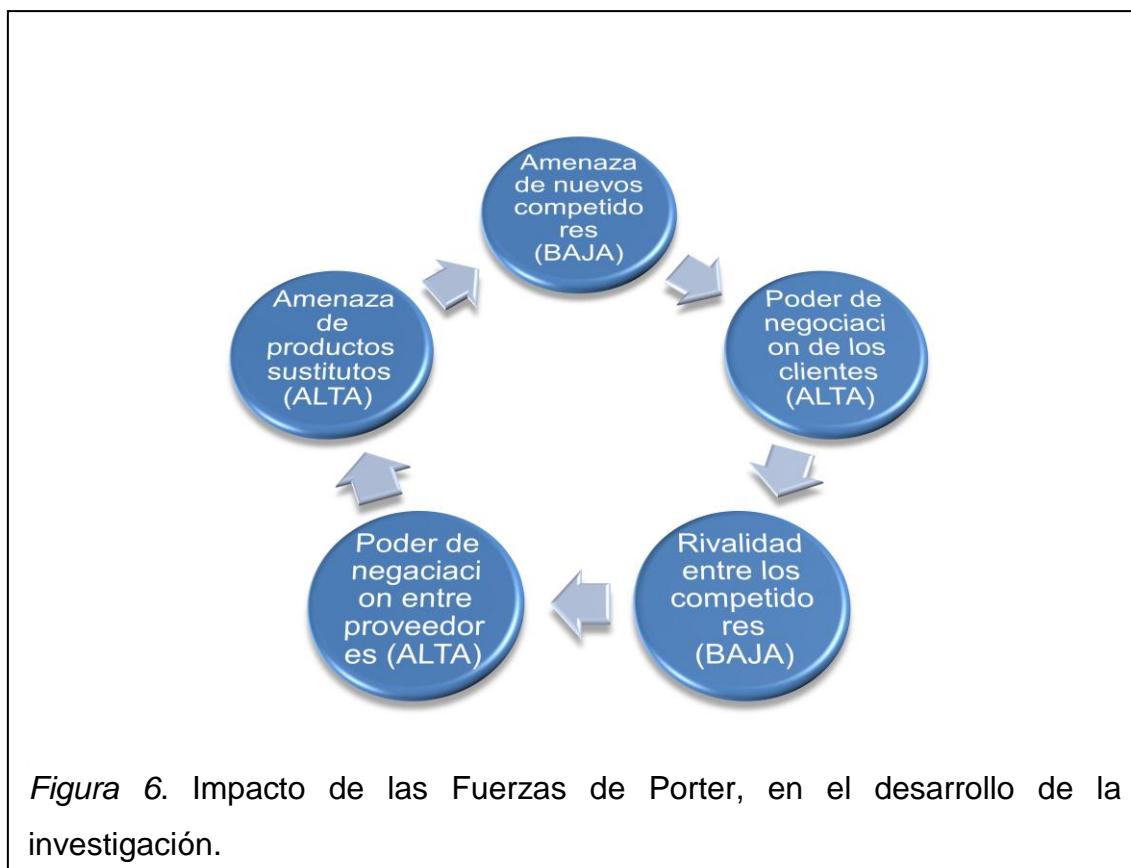 Amenaza
de nuevos
competido
res
(BAJA)
Poder de
negociaci
on de los
clientes
(ALTA)
Rivalidad
entre los
competido
res
(BAJA)
Poder de
negaciaci
on entre
proveedor
es (ALTA)
Amenaza
de
productos
sustitutos
(ALTA)
Figura 6. Impacto de las Fuerzas de Porter, en el desarrollo de la
investigación.